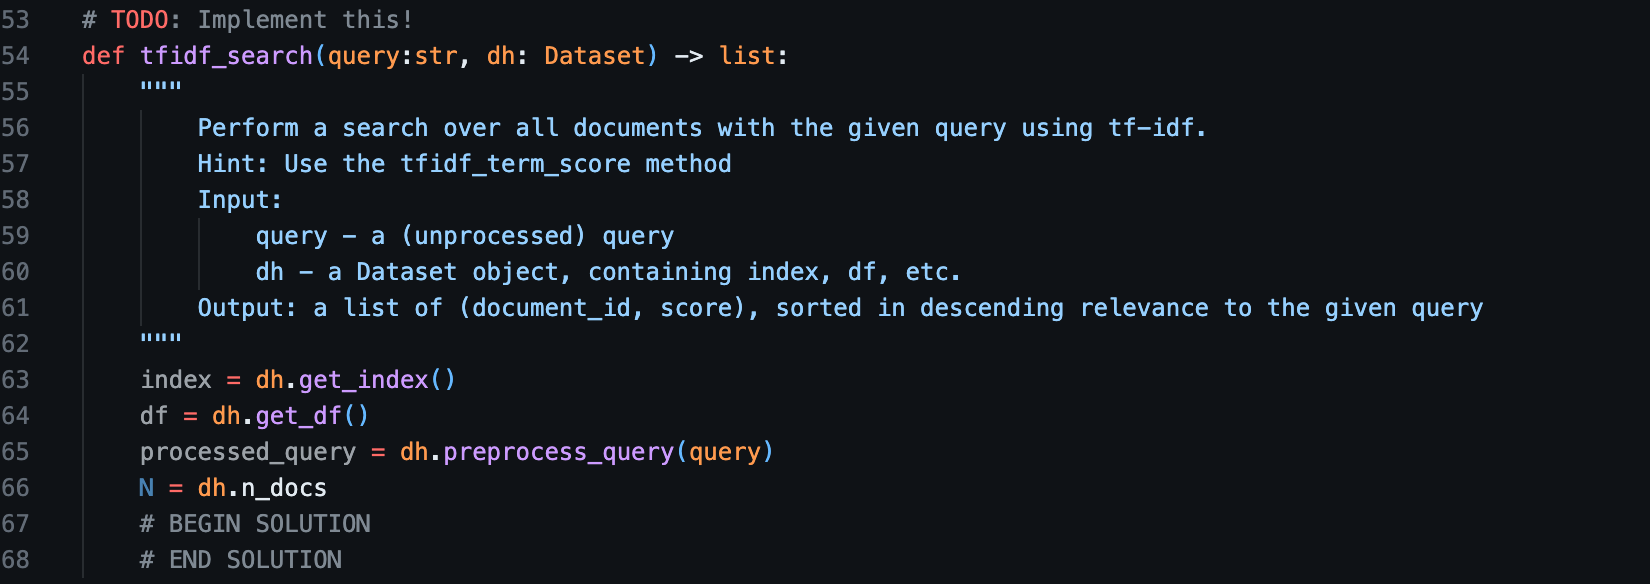 53 # TODO: Implement this!
54 def tfidf_search(query:str, dh: Dataset) -> list:
55 """
56 Perform a search over all documents with the given query using tf-idf.
57 Hint: Use the tfidf_term_score method
58 Input:
59 query - a (unprocessed) query
60 dh - a Dataset object, containing index, df, etc.
61 Output: a list of (document_id, score), sorted in descending relevance to the given query
62 """
63 index = dh.get_index()
64 df = dh.get_df()
65 processed_query = dh.preprocess_query(query)
66 N = dh.n_docs
67 # BEGIN SOLUTION
68 # END SOLUTION